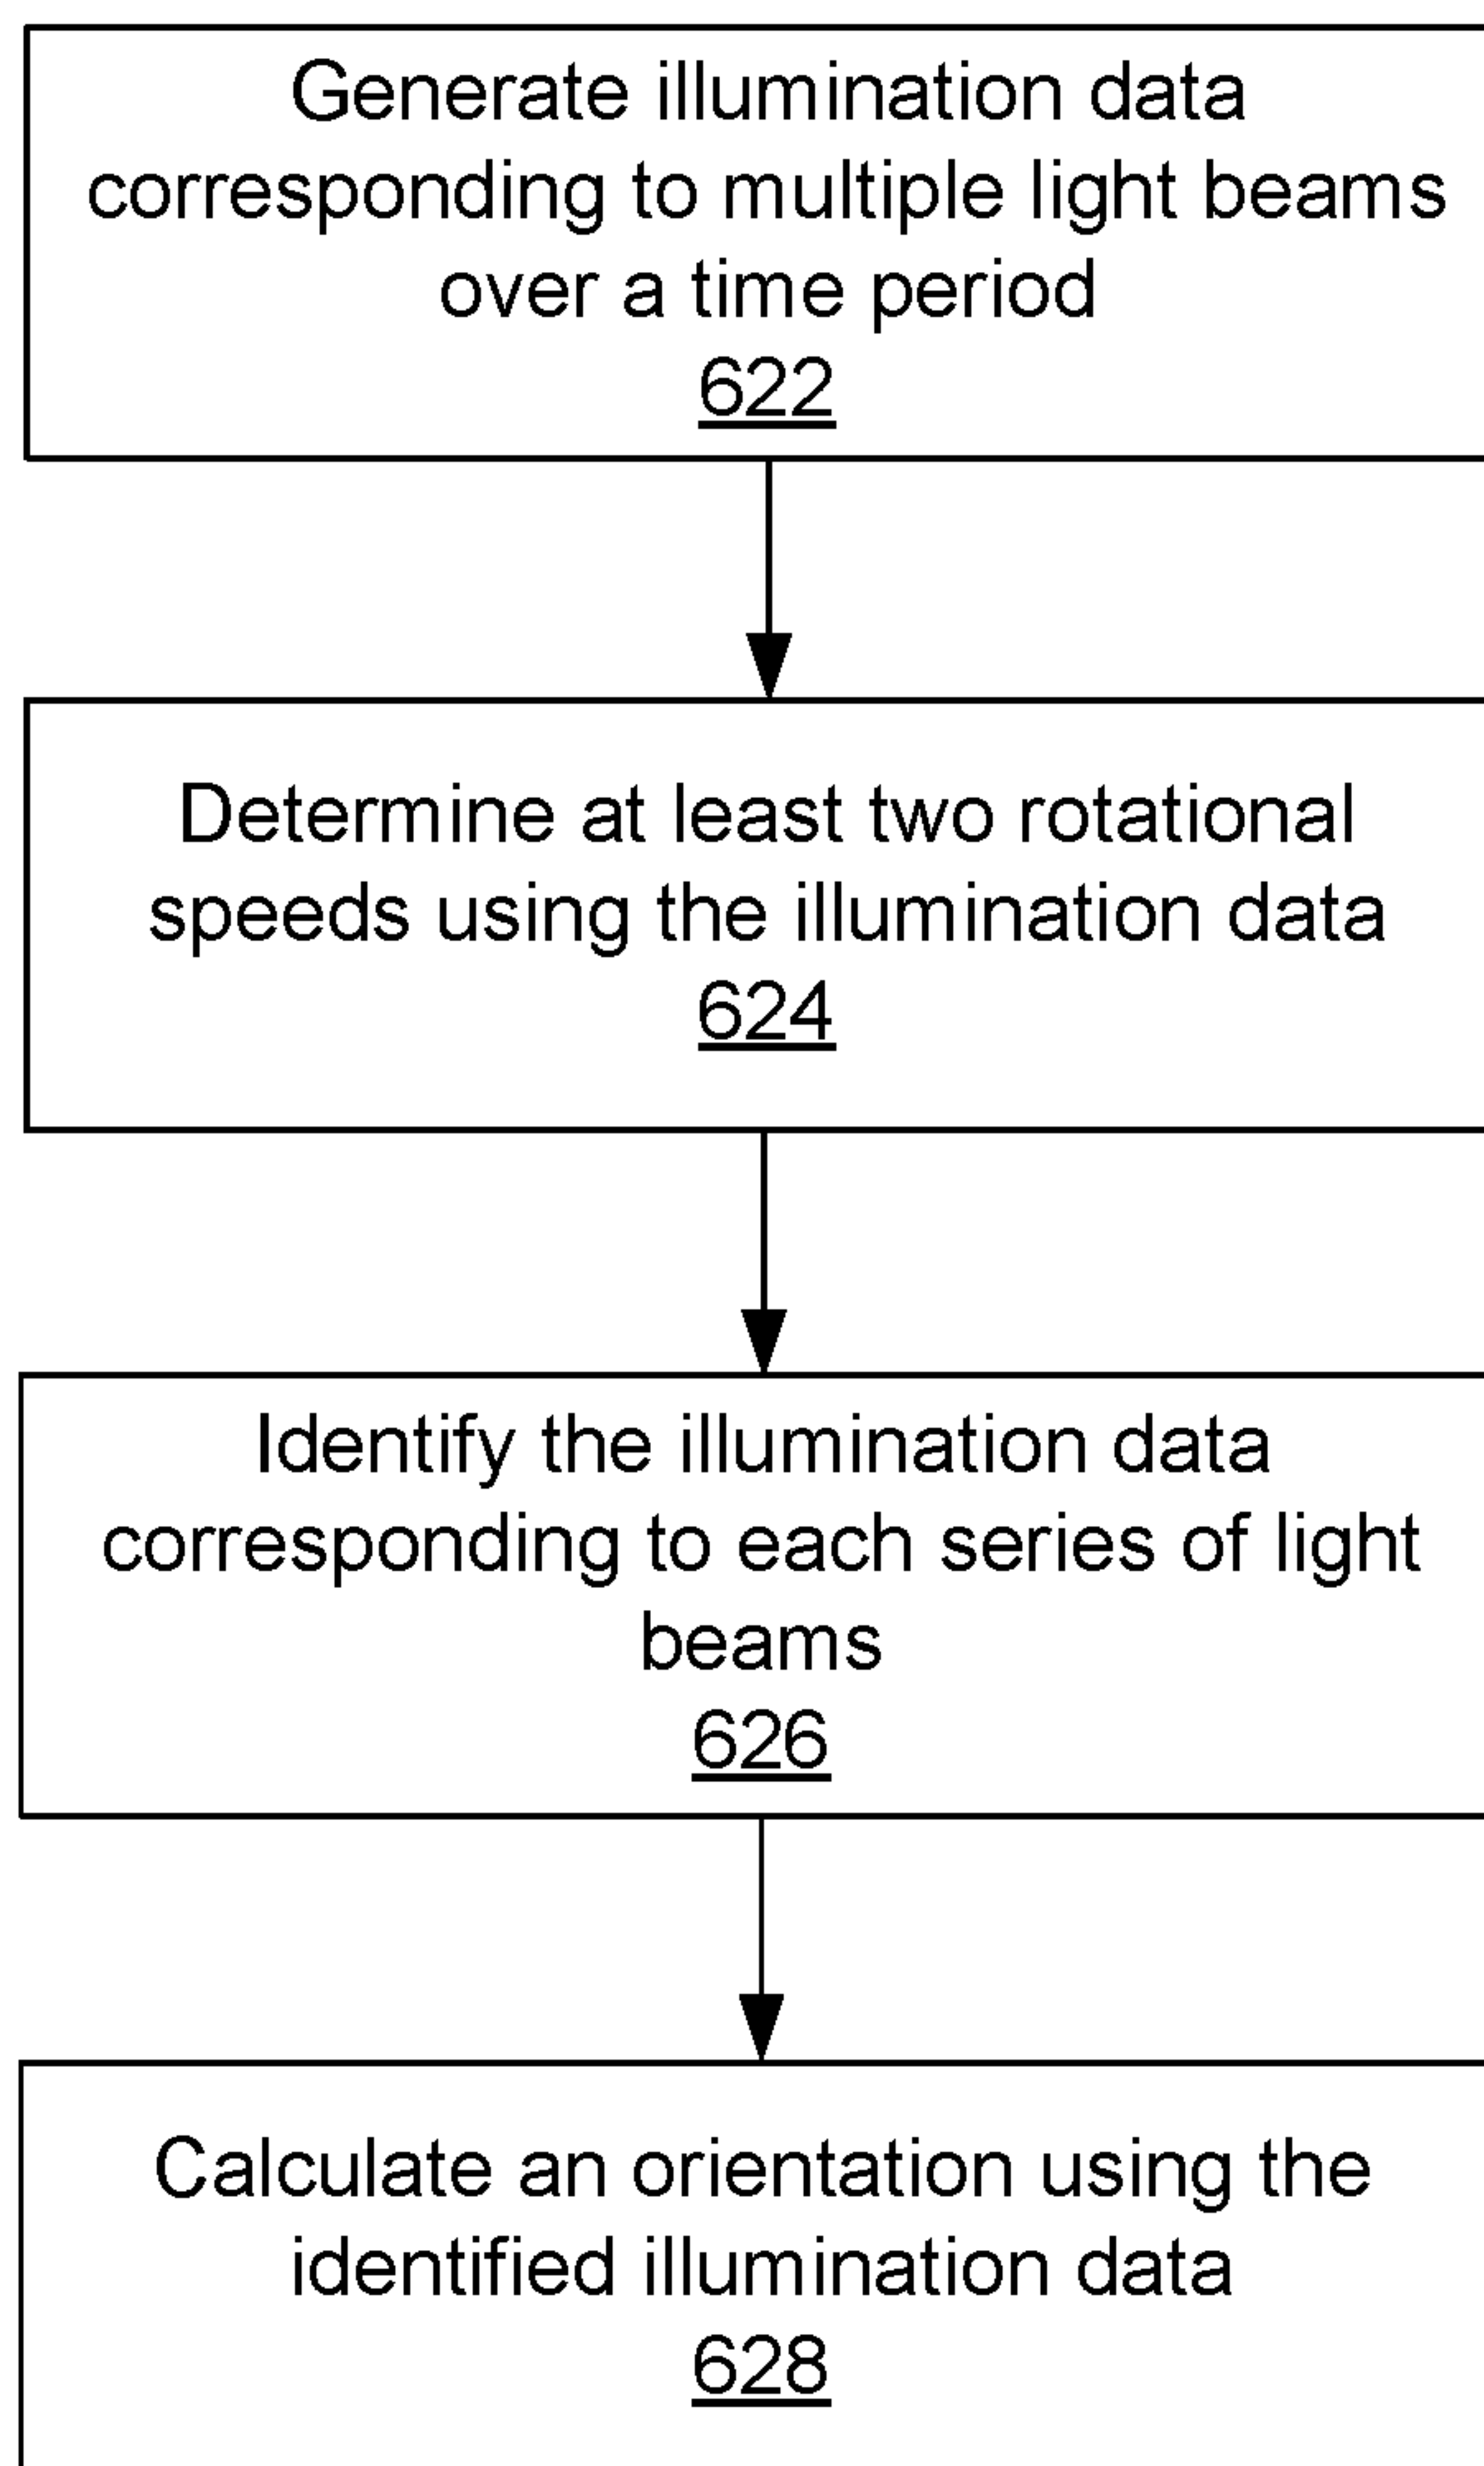 Generate illumination data
corresponding to multiple light beams
over a time period
622
Determine at least two rotational
speeds using the illumination data
624
Identify the illumination data
corresponding to each series of light
beams
626
Calculate an orientation using the
identified illumination data
628